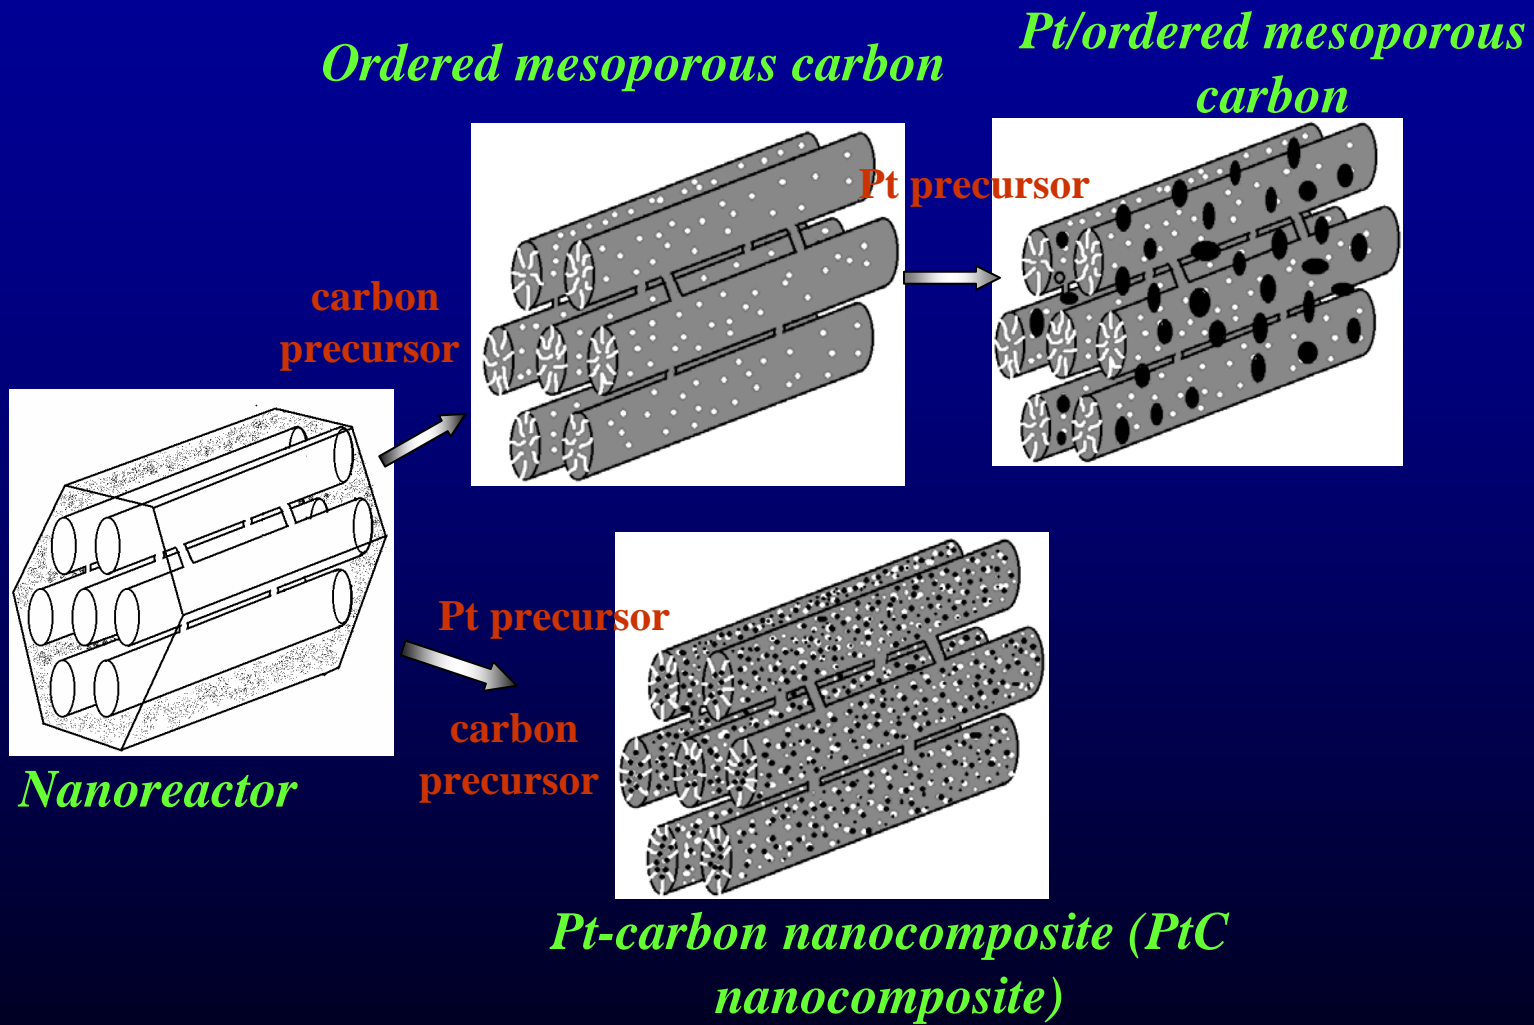 Ordered mesoporous carbon
Pt/ordered mesoporous
carbon
Pt precursor
carbon
precursor
Nanoreactor
Pt precursor
carbon
precursor
Pt-carbon nanocomposite (PtC
nanocomposite)